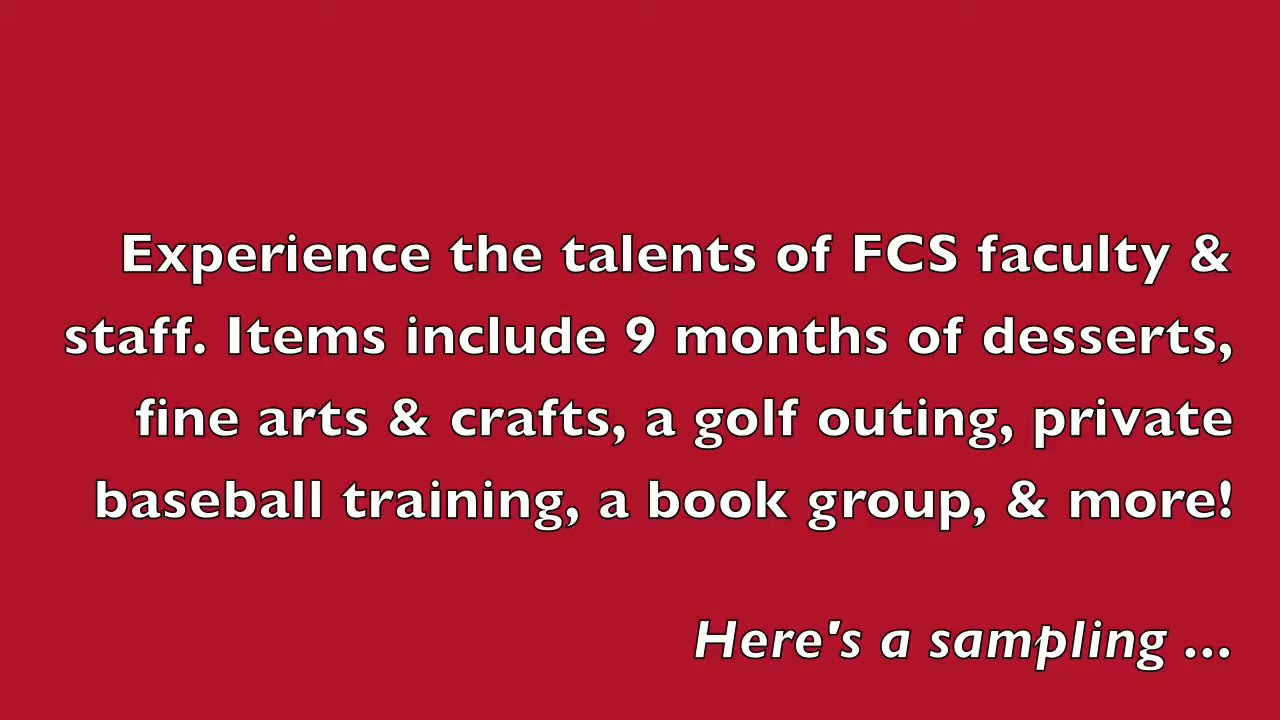 Experience the talents of FCS faculty &
staff. Items include 9 months of desserts,
fine arts & crafts, a golf outing, private
baseball training, a book group, & more!
Here's a sampling ...